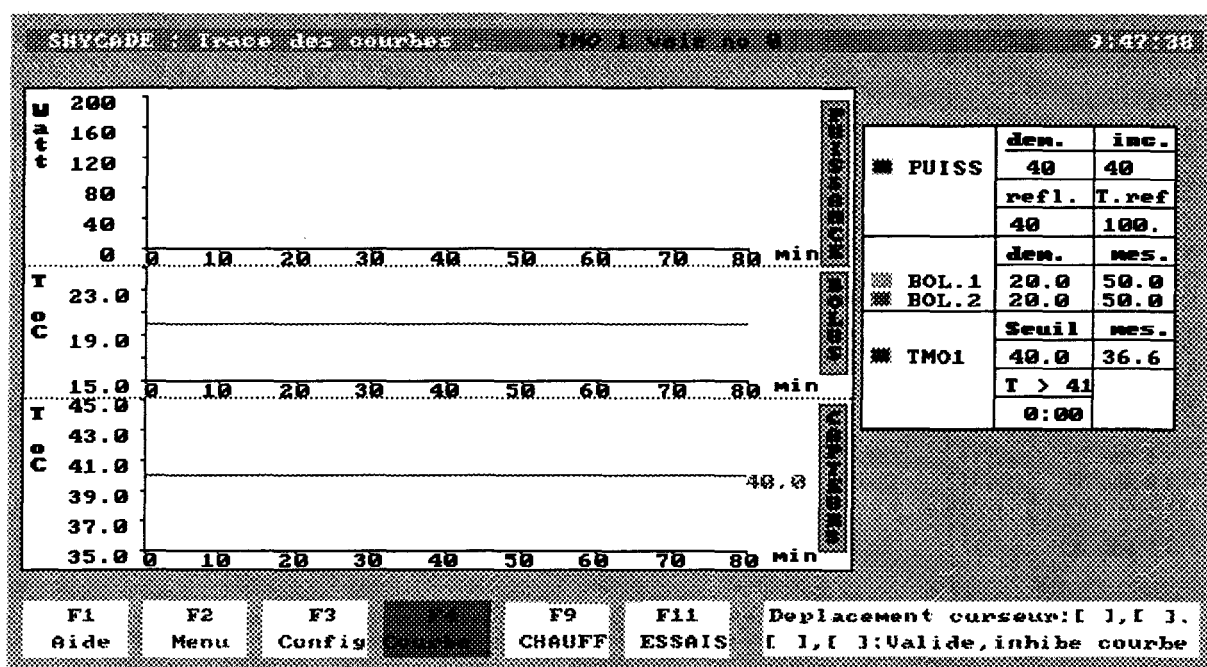 SHYCADE : Trace des courbes . TMO 1 voie no 0 9:47:38
Watt
200
160
120
80
40
0
0 10 20 30 40 50 60 70 80 min
T oC
23.0
19.0
15.0
0 10 20 30 40 50 60 70 80 min
T oC
45.0
43.0
41.0
39.0
37.0
35.0
40.0
0 10 20 30 40 50 60 70 80 min
dem. inc.
PUISS 40 40
refl. T.ref
40 100.
dem. mes.
BOL.1 20.0 50.0
BOL.2 20.0 50.0
Seuil mes.
TMO1 40.0 36.6
T > 41
0:00
F1 F2 F3 F4 F9 F11
Aide Menu Config Courbe CHAUFF ESSAIS
Deplacement curseur:[ ],[ ].
[ ],[ ]:Valide,inhibe courbe